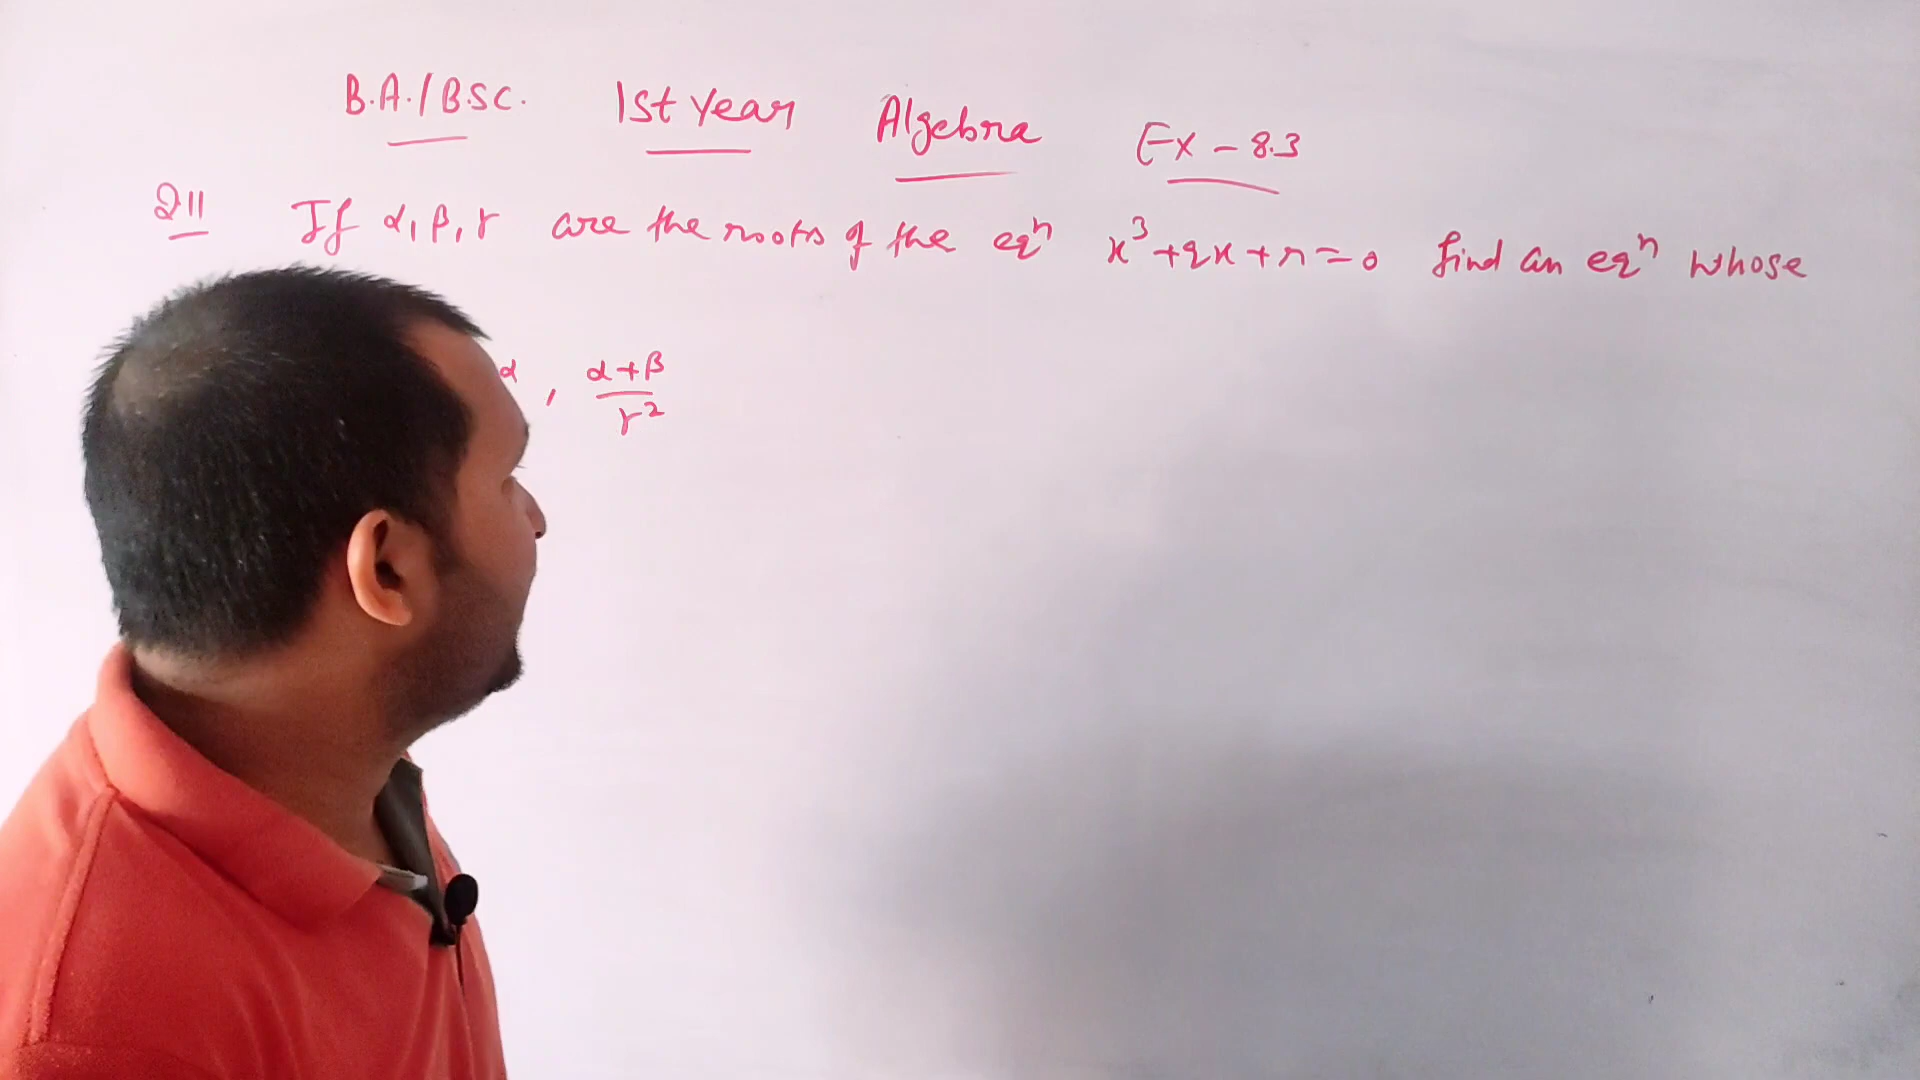 B.A./B.SC. 1st Year Algebra Ex - 8.3
Q11 If α, β, γ are the roots of the eqⁿ x³+qx+r=0 find an eqⁿ whose
α , α+β/γ²